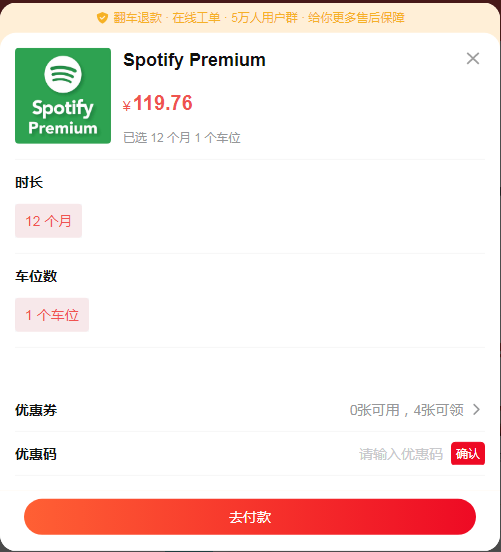 翻车退款 · 在线工单 · 5万人用户群 · 给你更多售后保障
Spotify
Premium
Spotify Premium
¥119.76
已选 12 个月 1 个车位
时长
12 个月
车位数
1 个车位
优惠券 0张可用，4张可领
优惠码 请输入优惠码 确认
去付款